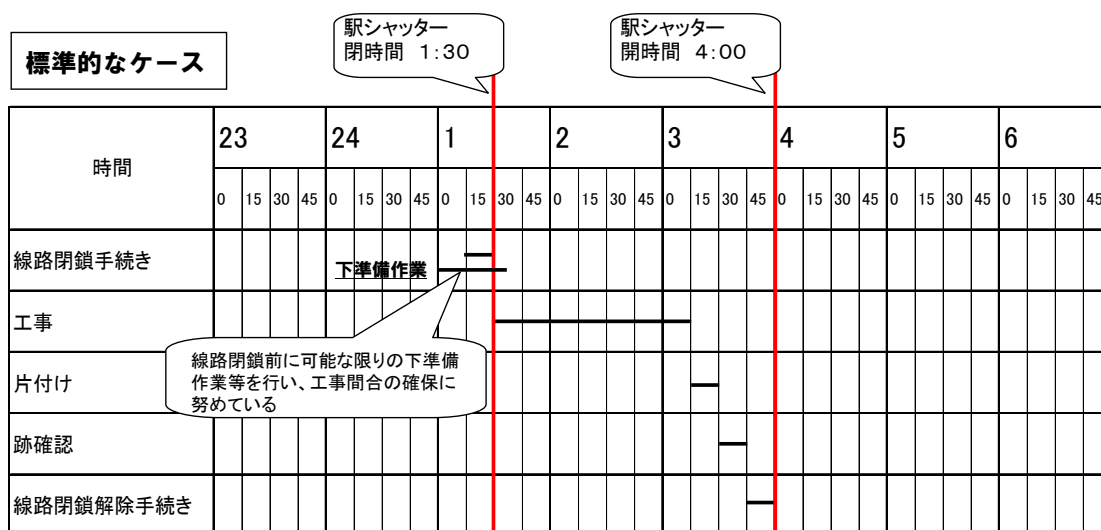 駅シャッター
閉時間 1:30
駅シャッター
開時間 4:00
標準的なケース
時間
23 24 1 2 3 4 5 6
0 15 30 45 0 15 30 45 0 15 30 45 0 15 30 45 0 15 30 45 0 15 30 45 0 15 30 45 0 15 30 45
線路閉鎖手続き
下準備作業
工事
線路閉鎖前に可能な限りの下準備
作業等を行い、工事間合の確保に
努めている
片付け
跡確認
線路閉鎖解除手続き